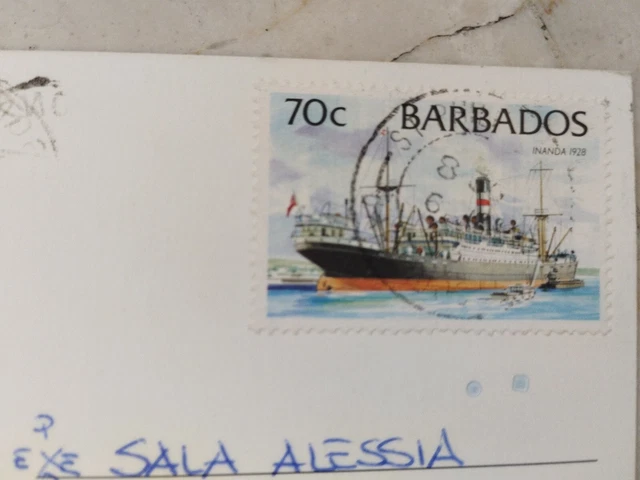 70c BARBADOS
INANDA 1928
SALA ALESSIA